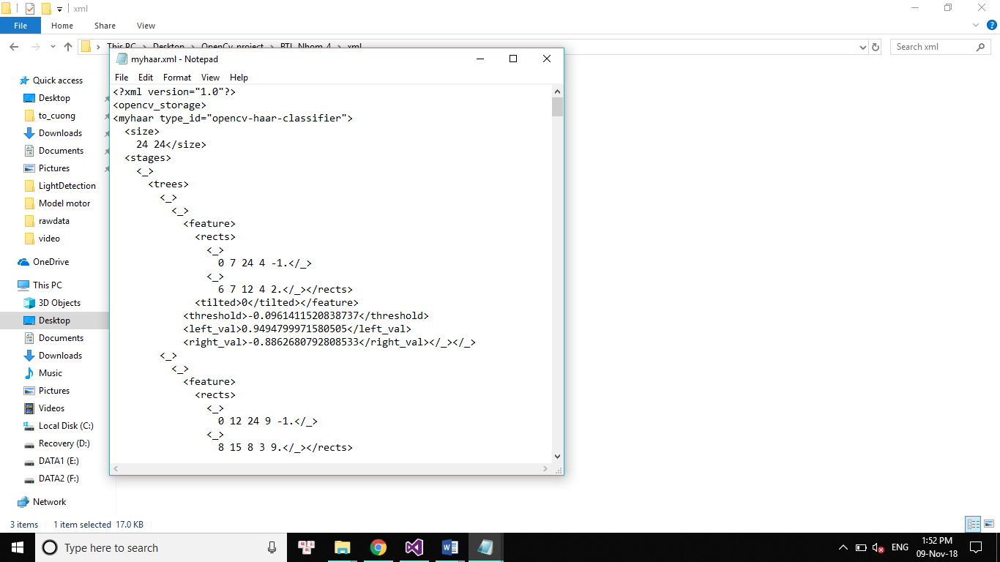 xml
File Home Share View
This PC Desktop OpenCv_project BTL_Nhom_4 xml
Search xml
Quick access
Desktop
to_cuong
Downloads
Documents
Pictures
LightDetection
Model motor
rawdata
video
OneDrive
This PC
3D Objects
Desktop
Documents
Downloads
Music
Pictures
Videos
Local Disk (C:)
Recovery (D:)
DATA1 (E:)
DATA2 (F:)
Network
myhaar.xml - Notepad
File Edit Format View Help
<?xml version="1.0"?>
<opencv_storage>
<myhaar type_id="opencv-haar-classifier">
<size>
24 24</size>
<stages>
<_>
<trees>
<_>
<_>
<feature>
<rects>
<_>
0 7 24 4 -1.</_>
<_>
6 7 12 4 2.</_></rects>
<tilted>0</tilted></feature>
<threshold>-0.0961411520838737</threshold>
<left_val>0.9494799971580505</left_val>
<right_val>-0.8862680792808533</right_val></_></_>
<_>
<_>
<feature>
<rects>
<_>
0 12 24 9 -1.</_>
<_>
8 15 8 3 9.</_></rects>
3 items 1 item selected 17.0 KB
Type here to search
ENG
1:52 PM
09-Nov-18